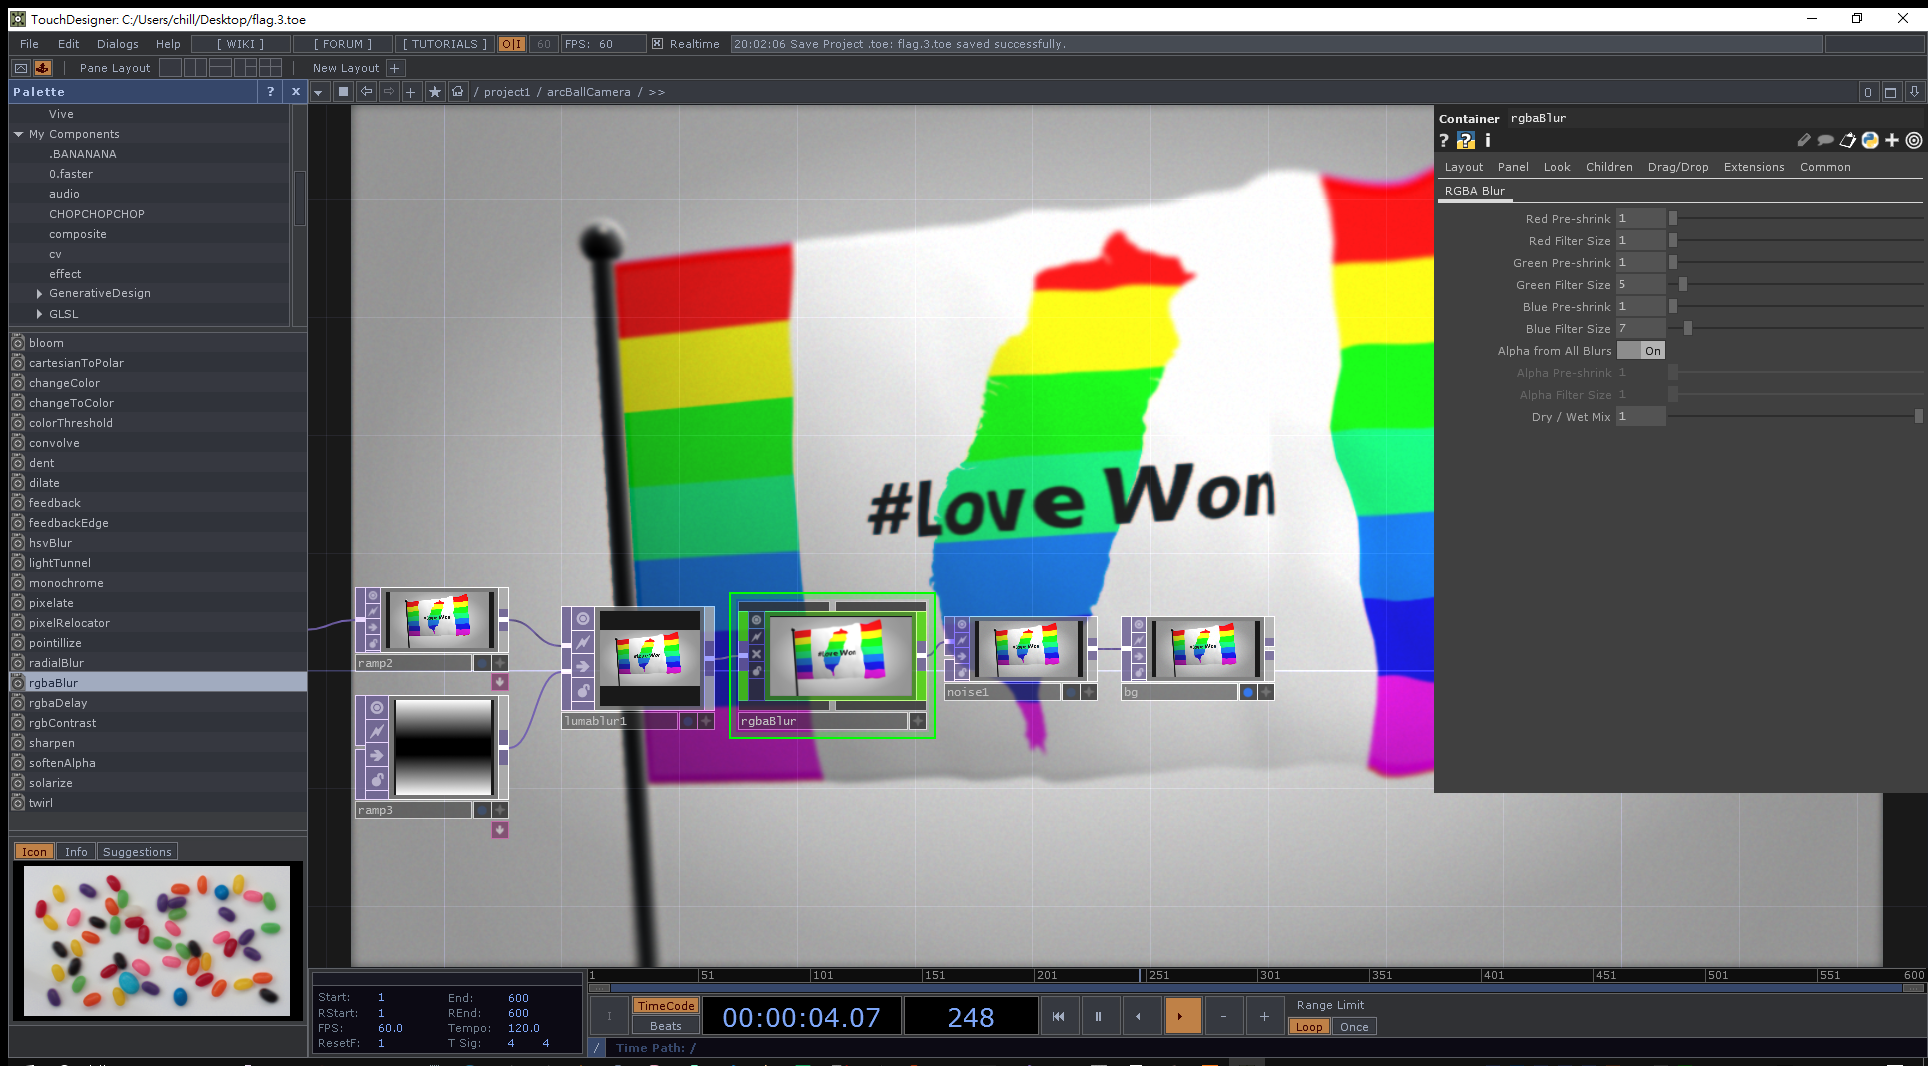 TouchDesigner: C:/Users/chill/Desktop/flag.3.toe
File Edit Dialogs Help [ WIKI ] [ FORUM ] [ TUTORIALS ] O|I 60 FPS: 60 Realtime 20:02:06 Save Project .toe: flag.3.toe saved successfully.
Pane Layout New Layout +
Palette ? x
/ project1 / arcBallCamera / >>
0
Vive
My Components
.BANANANA
0.faster
audio
CHOPCHOPCHOP
composite
cv
effect
GenerativeDesign
GLSL
bloom
cartesianToPolar
changeColor
changeToColor
colorThreshold
convolve
dent
dilate
feedback
feedbackEdge
hsvBlur
lightTunnel
monochrome
pixelate
pixelRelocator
pointillize
radialBlur
rgbaBlur
rgbaDelay
rgbContrast
sharpen
softenAlpha
solarize
twirl
Icon Info Suggestions
Container rgbaBlur
? ? i
Layout Panel Look Children Drag/Drop Extensions Common
RGBA Blur
Red Pre-shrink 1
Red Filter Size 1
Green Pre-shrink 1
Green Filter Size 5
Blue Pre-shrink 1
Blue Filter Size 7
Alpha from All Blurs On
Alpha Pre-shrink 1
Alpha Filter Size 1
Dry / Wet Mix 1
#Love Won
ramp2
ramp3
lumablur1
rgbaBlur
noise1
bg
1 51 101 151 201 251 301 351 401 451 501 551 600
Start: 1 End: 600
RStart: 1 REnd: 600
FPS: 60.0 Tempo: 120.0
ResetF: 1 T Sig: 4 4
TimeCode
Beats
00:00:04.07
248
Range Limit
Loop Once
/ Time Path: /